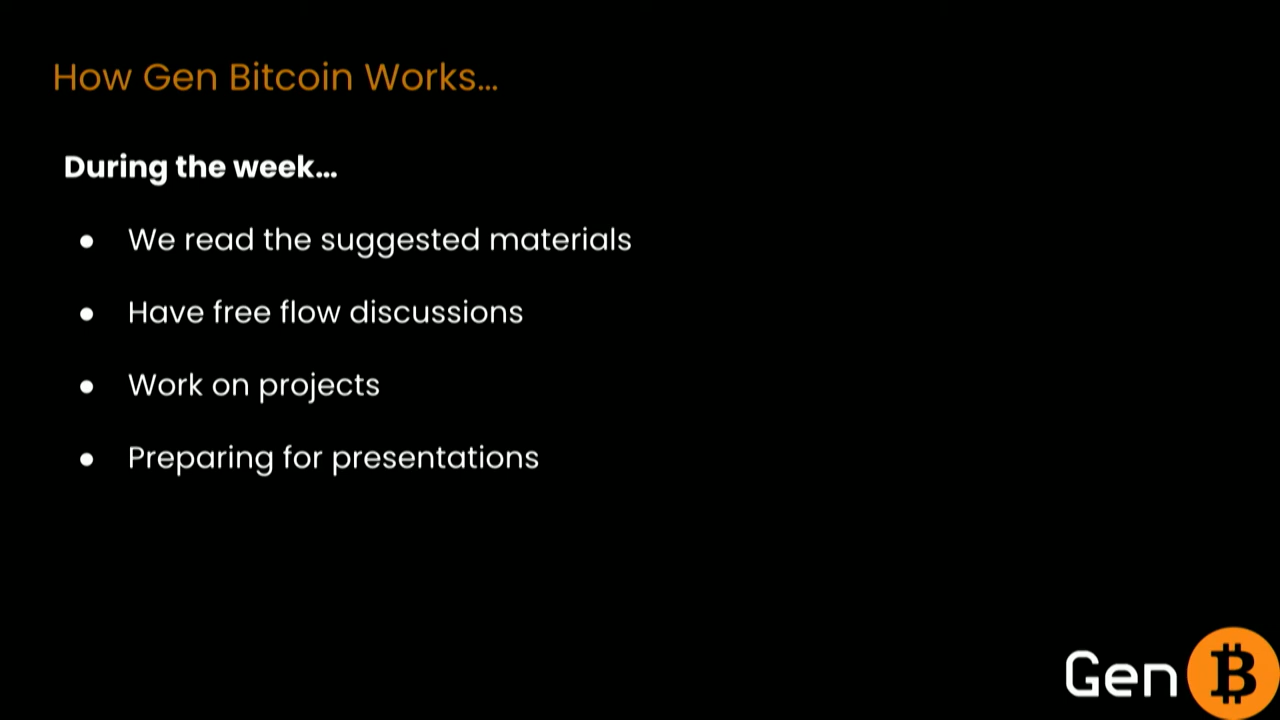 How Gen Bitcoin Works...
During the week...
● We read the suggested materials
● Have free flow discussions
● Work on projects
● Preparing for presentations
Gen ₿